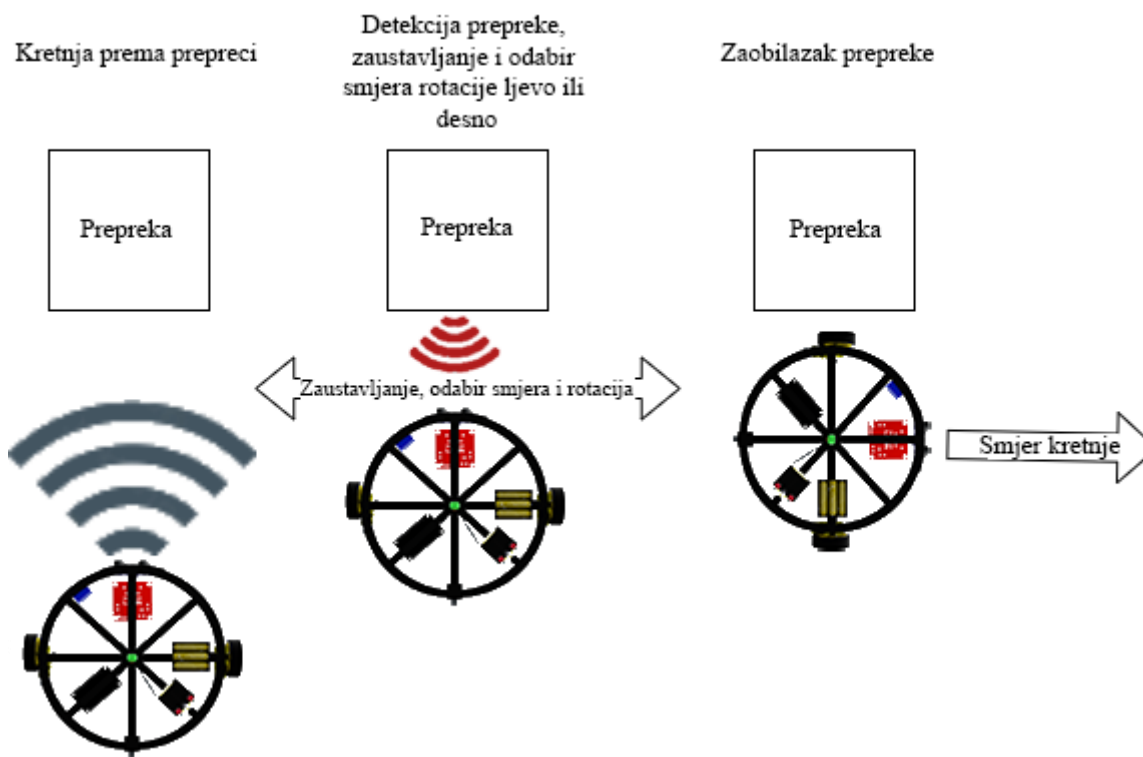 Kretnja prema prepreci
Detekcija prepreke,
zaustavljanje i odabir
smjera rotacije ljevo ili
desno
Zaobilazak prepreke
Prepreka
Prepreka
Prepreka
Zaustavljanje, odabir smjera i rotacija
Smjer kretnje